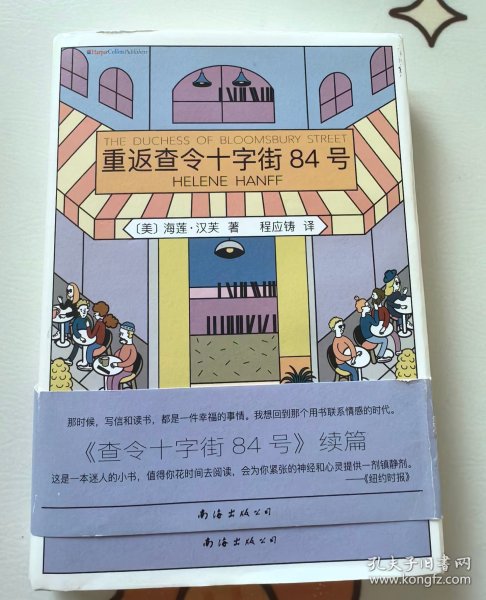 HarperCollins Publishers
THE DUCHESS OF BLOOMSBURY STREET
重返查令十字街 84 号
HELENE HANFF
〔美〕海莲·汉芙 著 程应铸 译
那时候，写信和读书，都是一件幸福的事情。我想回到那个用书联系情感的时代。
《查令十字街 84 号》续篇
这是一本迷人的小书，值得你花时间去阅读，会为你紧张的神经和心灵提供一剂镇静剂。
——《纽约时报》
南海出版公司
南海出版公司
孔夫子旧书网
www.kongfz.com